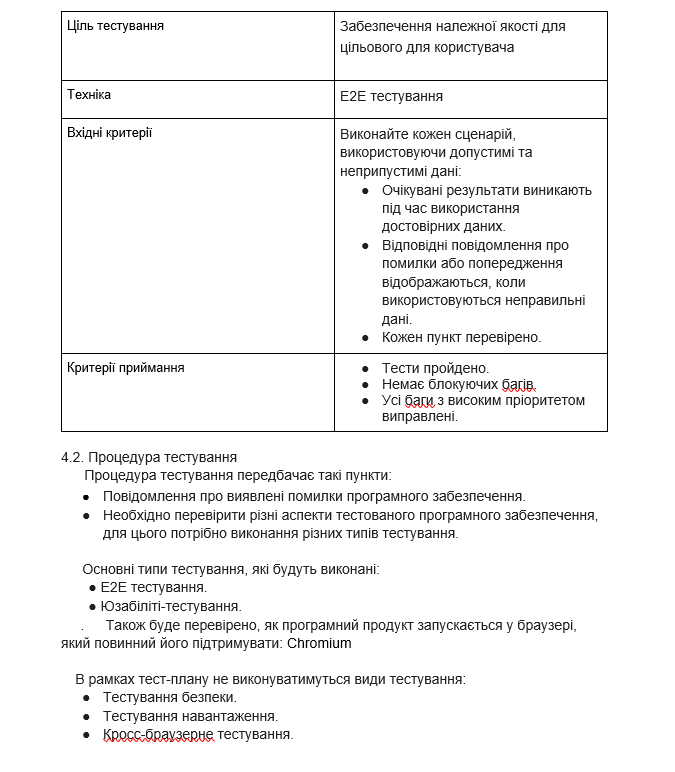 Ціль тестування
Забезпечення належної якості для
цільового для користувача
Техніка
E2E тестування
Вхідні критерії
Виконайте кожен сценарій,
використовуючи допустимі та
неприпустимі дані:
● Очікувані результати виникають
під час використання
достовірних даних.
● Відповідні повідомлення про
помилки або попередження
відображаються, коли
використовуються неправильні
дані.
● Кожен пункт перевірено.
Критерії приймання
● Тести пройдено.
● Немає блокуючих багів.
● Усі баги з високим пріоритетом
виправлені.
4.2. Процедура тестування
Процедура тестування передбачає такі пункти:
● Повідомлення про виявлені помилки програмного забезпечення.
● Необхідно перевірити різні аспекти тестованого програмного забезпечення,
для цього потрібно виконання різних типів тестування.
Основні типи тестування, які будуть виконані:
● E2E тестування.
● Юзабіліті-тестування.
. Також буде перевірено, як програмний продукт запускається у браузері,
який повинний його підтримувати: Chromium
В рамках тест-плану не виконуватимуться види тестування:
● Тестування безпеки.
● Тестування навантаження.
● Кросс-браузерне тестування.